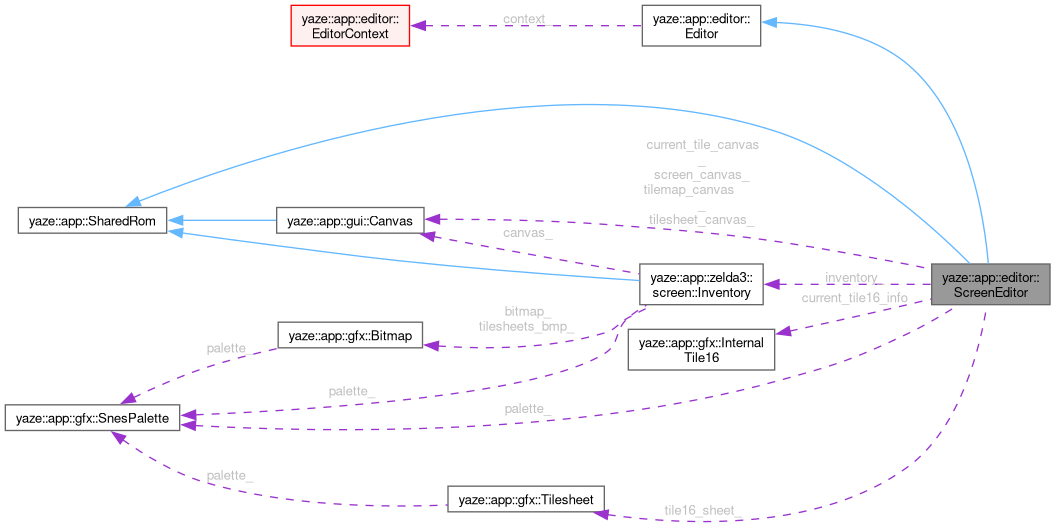 yaze::app::editor::
EditorContext
context_
yaze::app::editor::
Editor
current_tile_canvas
_
screen_canvas_
tilemap_canvas
_
tilesheet_canvas_
yaze::app::SharedRom
yaze::app::gui::Canvas
canvas_
yaze::app::zelda3::
screen::Inventory
inventory_
yaze::app::editor::
ScreenEditor
current_tile16_info
bitmap_
tilesheets_bmp_
yaze::app::gfx::Bitmap
yaze::app::gfx::Internal
Tile16
palette_
palette_
palette_
yaze::app::gfx::SnesPalette
palette_
yaze::app::gfx::Tilesheet
tile16_sheet_